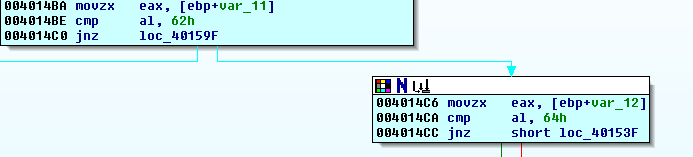 004014BA movzx eax, [ebp+var_11]
004014BE cmp al, 62h
004014C0 jnz loc_40159F
N
004014C6 movzx eax, [ebp+var_12]
004014CA cmp al, 64h
004014CC jnz short loc_40153F